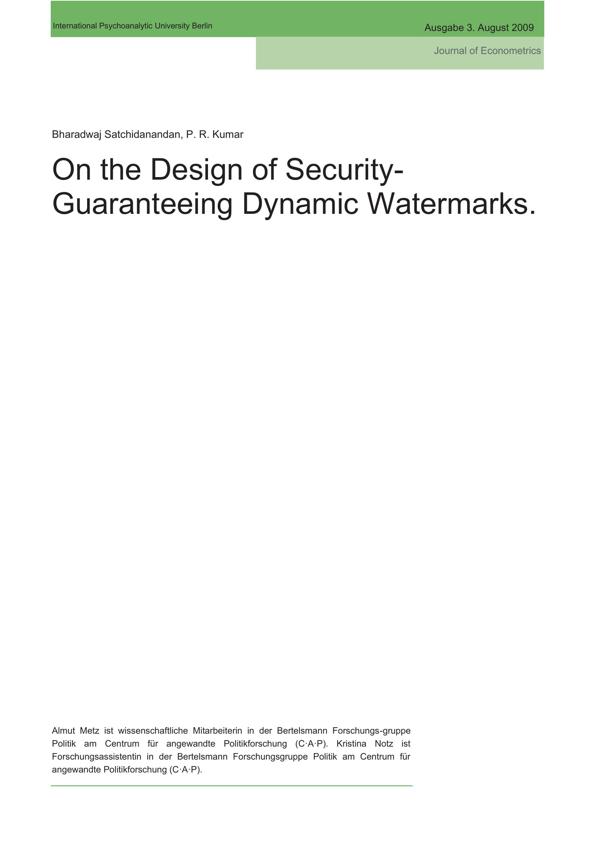 International Psychoanalytic University Berlin
Ausgabe 3. August 2009
Journal of Econometrics
Bharadwaj Satchidanandan, P. R. Kumar
On the Design of Security-
Guaranteeing Dynamic Watermarks.
Almut Metz ist wissenschaftliche Mitarbeiterin in der Bertelsmann Forschungs-gruppe
Politik am Centrum für angewandte Politikforschung (C·A·P). Kristina Notz ist
Forschungsassistentin in der Bertelsmann Forschungsgruppe Politik am Centrum für
angewandte Politikforschung (C·A·P).